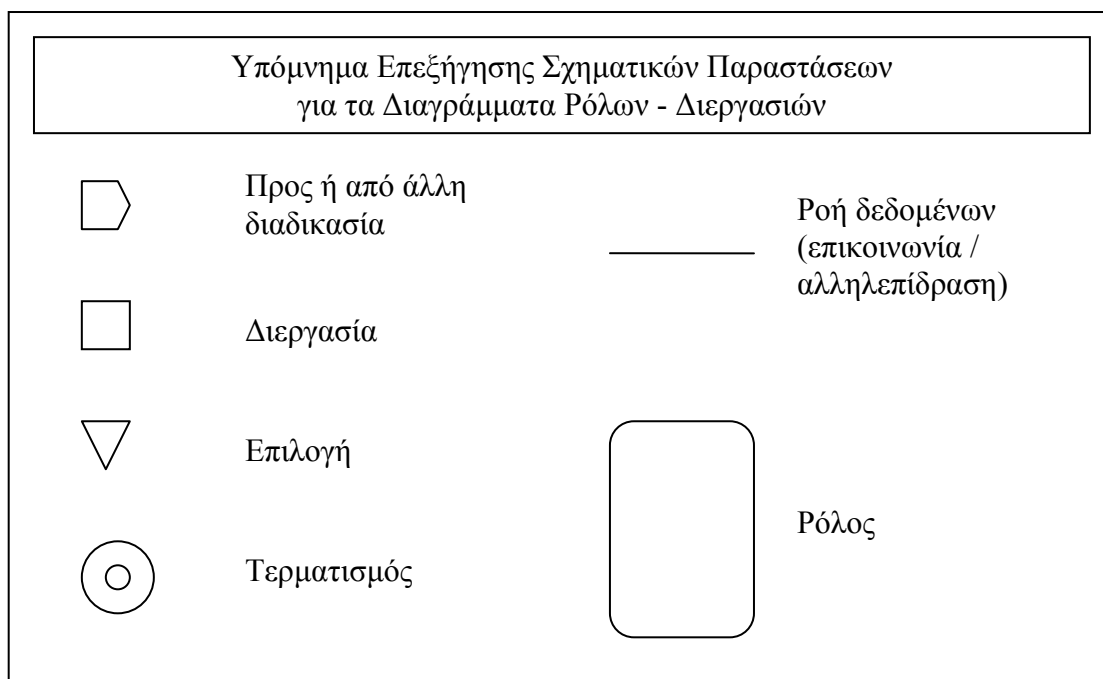 Υπόμνημα Επεξήγησης Σχηματικών Παραστάσεων
για τα Διαγράμματα Ρόλων - Διεργασιών
Προς ή από άλλη
διαδικασία
Ροή δεδομένων
(επικοινωνία /
αλληλεπίδραση)
Διεργασία
Επιλογή
Ρόλος
Τερματισμός